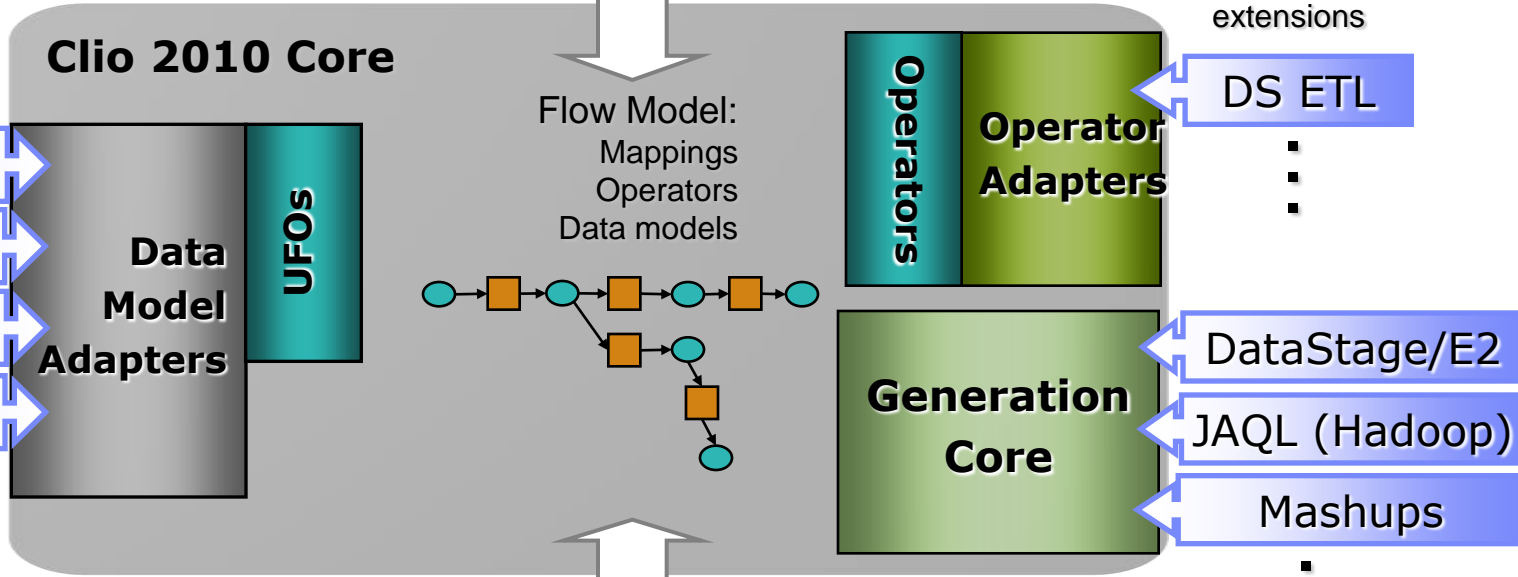 extensions
Clio 2010 Core
Flow Model:
Mappings
Operators
Data models
Data
Model
Adapters
UFOs
Operators
Operator
Adapters
DS ETL
Generation
Core
DataStage/E2
JAQL (Hadoop)
Mashups